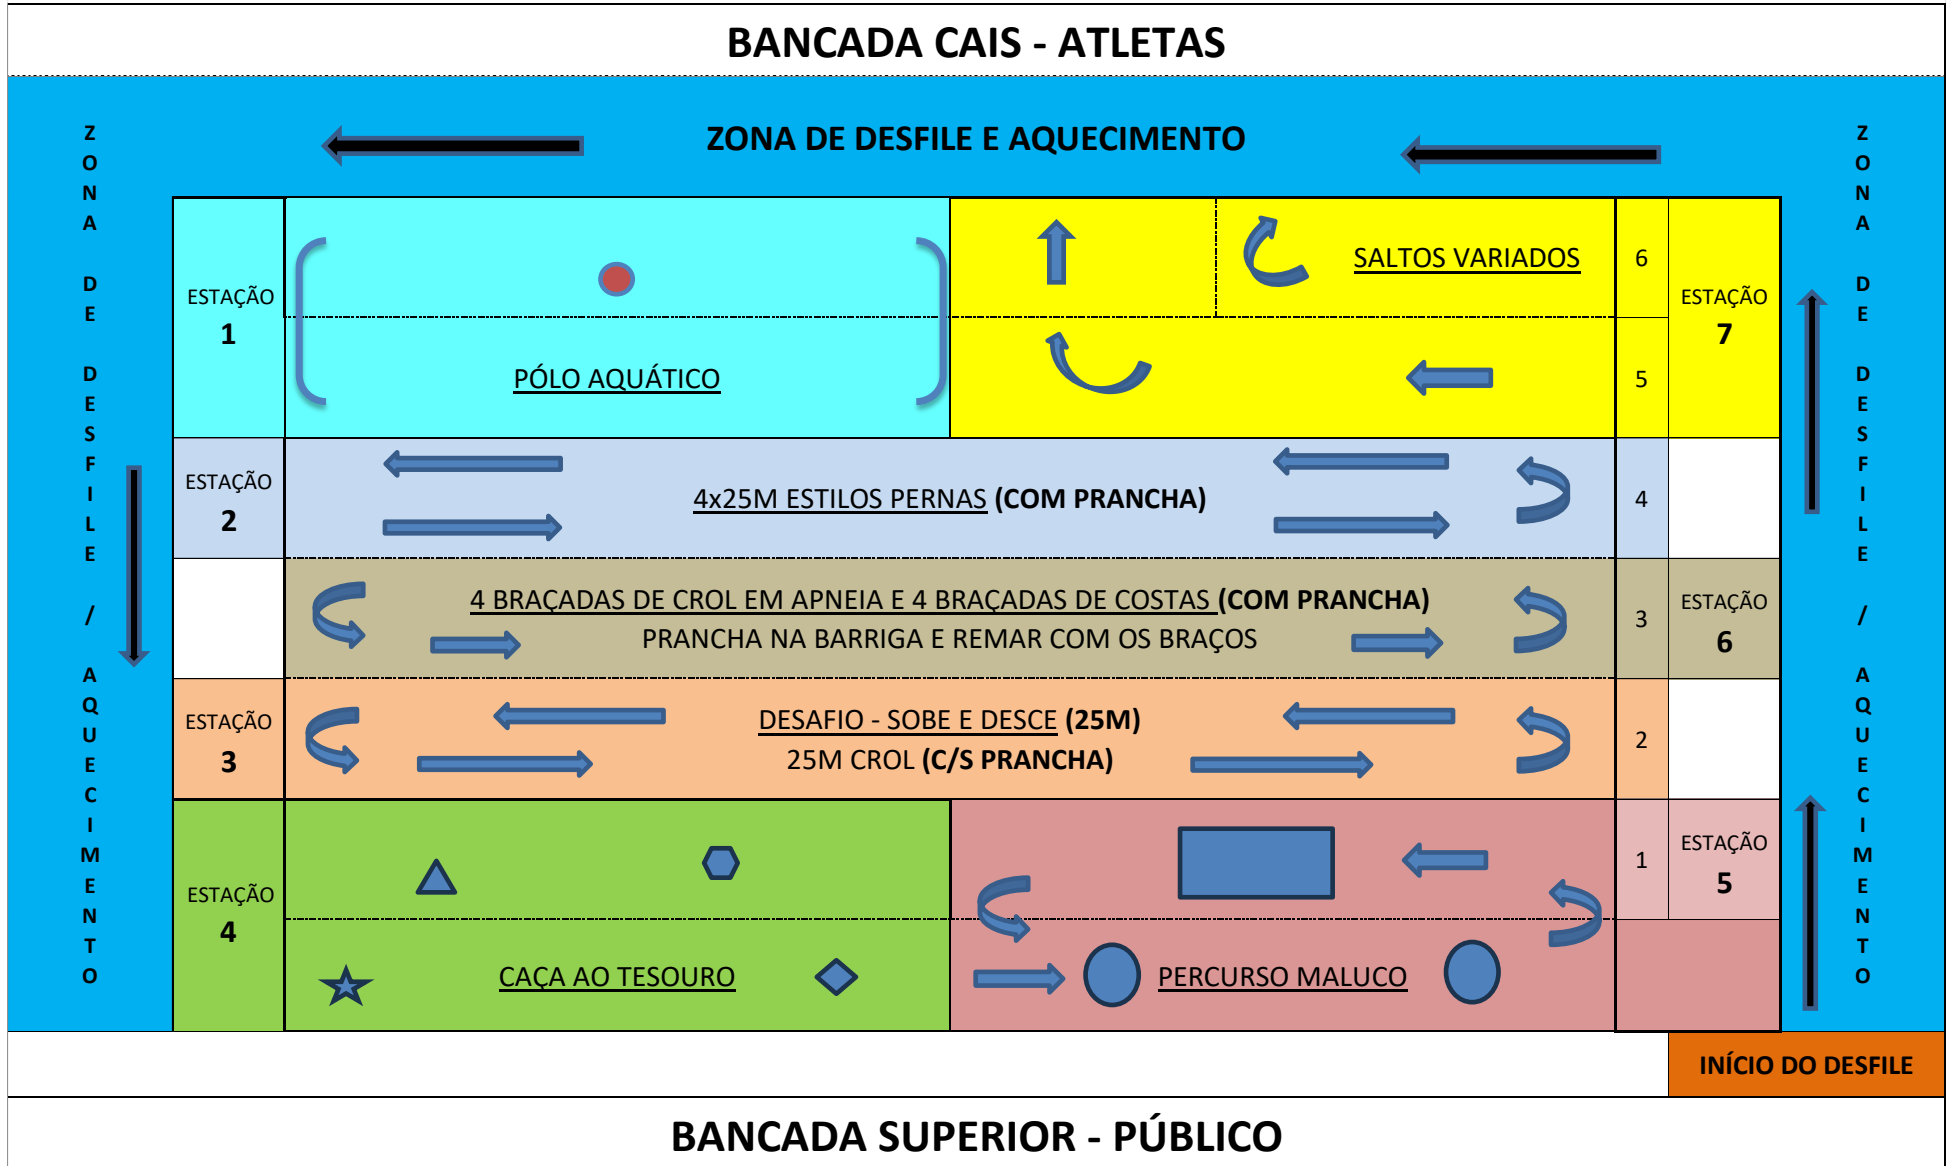 BANCADA CAIS - ATLETAS
ZONA DE DESFILE E AQUECIMENTO
ZONA DE DESFILE / AQUECIMENTO
ZONA DE DESFILE / AQUECIMENTO
ESTAÇÃO
1
PÓLO AQUÁTICO
SALTOS VARIADOS
6
5
ESTAÇÃO
7
ESTAÇÃO
2
4x25M ESTILOS PERNAS (COM PRANCHA)
4
4 BRAÇADAS DE CROL EM APNEIA E 4 BRAÇADAS DE COSTAS (COM PRANCHA)
PRANCHA NA BARRIGA E REMAR COM OS BRAÇOS
3
ESTAÇÃO
6
ESTAÇÃO
3
DESAFIO - SOBE E DESCE (25M)
25M CROL (C/S PRANCHA)
2
ESTAÇÃO
4
CAÇA AO TESOURO
PERCURSO MALUCO
1
ESTAÇÃO
5
INÍCIO DO DESFILE
BANCADA SUPERIOR - PÚBLICO